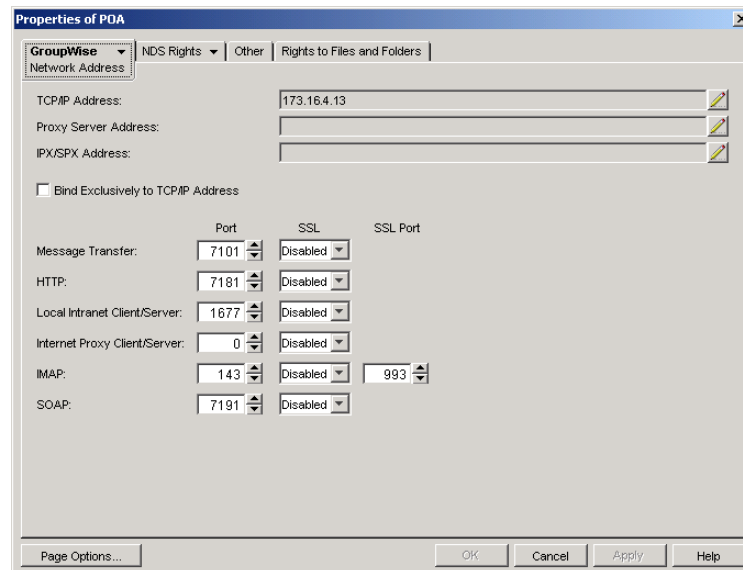 Properties of POA
GroupWise NDS Rights Other Rights to Files and Folders
Network Address
TCP/IP Address: 173.16.4.13
Proxy Server Address:
IPX/SPX Address:
Bind Exclusively to TCP/IP Address
Port SSL SSL Port
Message Transfer: 7101 Disabled
HTTP: 7181 Disabled
Local Intranet Client/Server: 1677 Disabled
Internet Proxy Client/Server: 0 Disabled
IMAP: 143 Disabled 993
SOAP: 7191 Disabled
Page Options... OK Cancel Apply Help